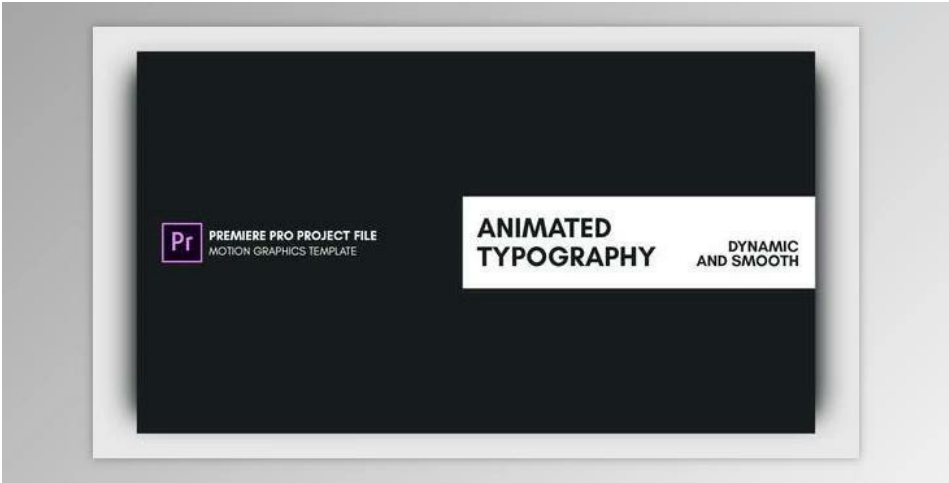 Pr
PREMIERE PRO PROJECT FILE
MOTION GRAPHICS TEMPLATE
ANIMATED
TYPOGRAPHY
DYNAMIC
AND SMOOTH